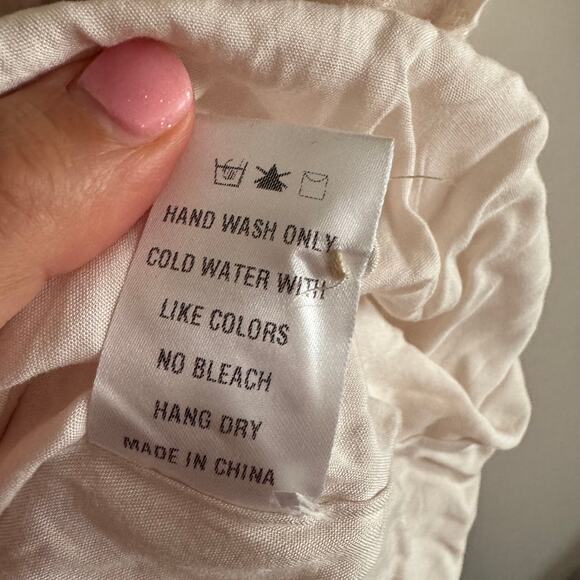 HAND WASH ONLY
COLD WATER WITH
LIKE COLORS
NO BLEACH
HANG DRY
MADE IN CHINA